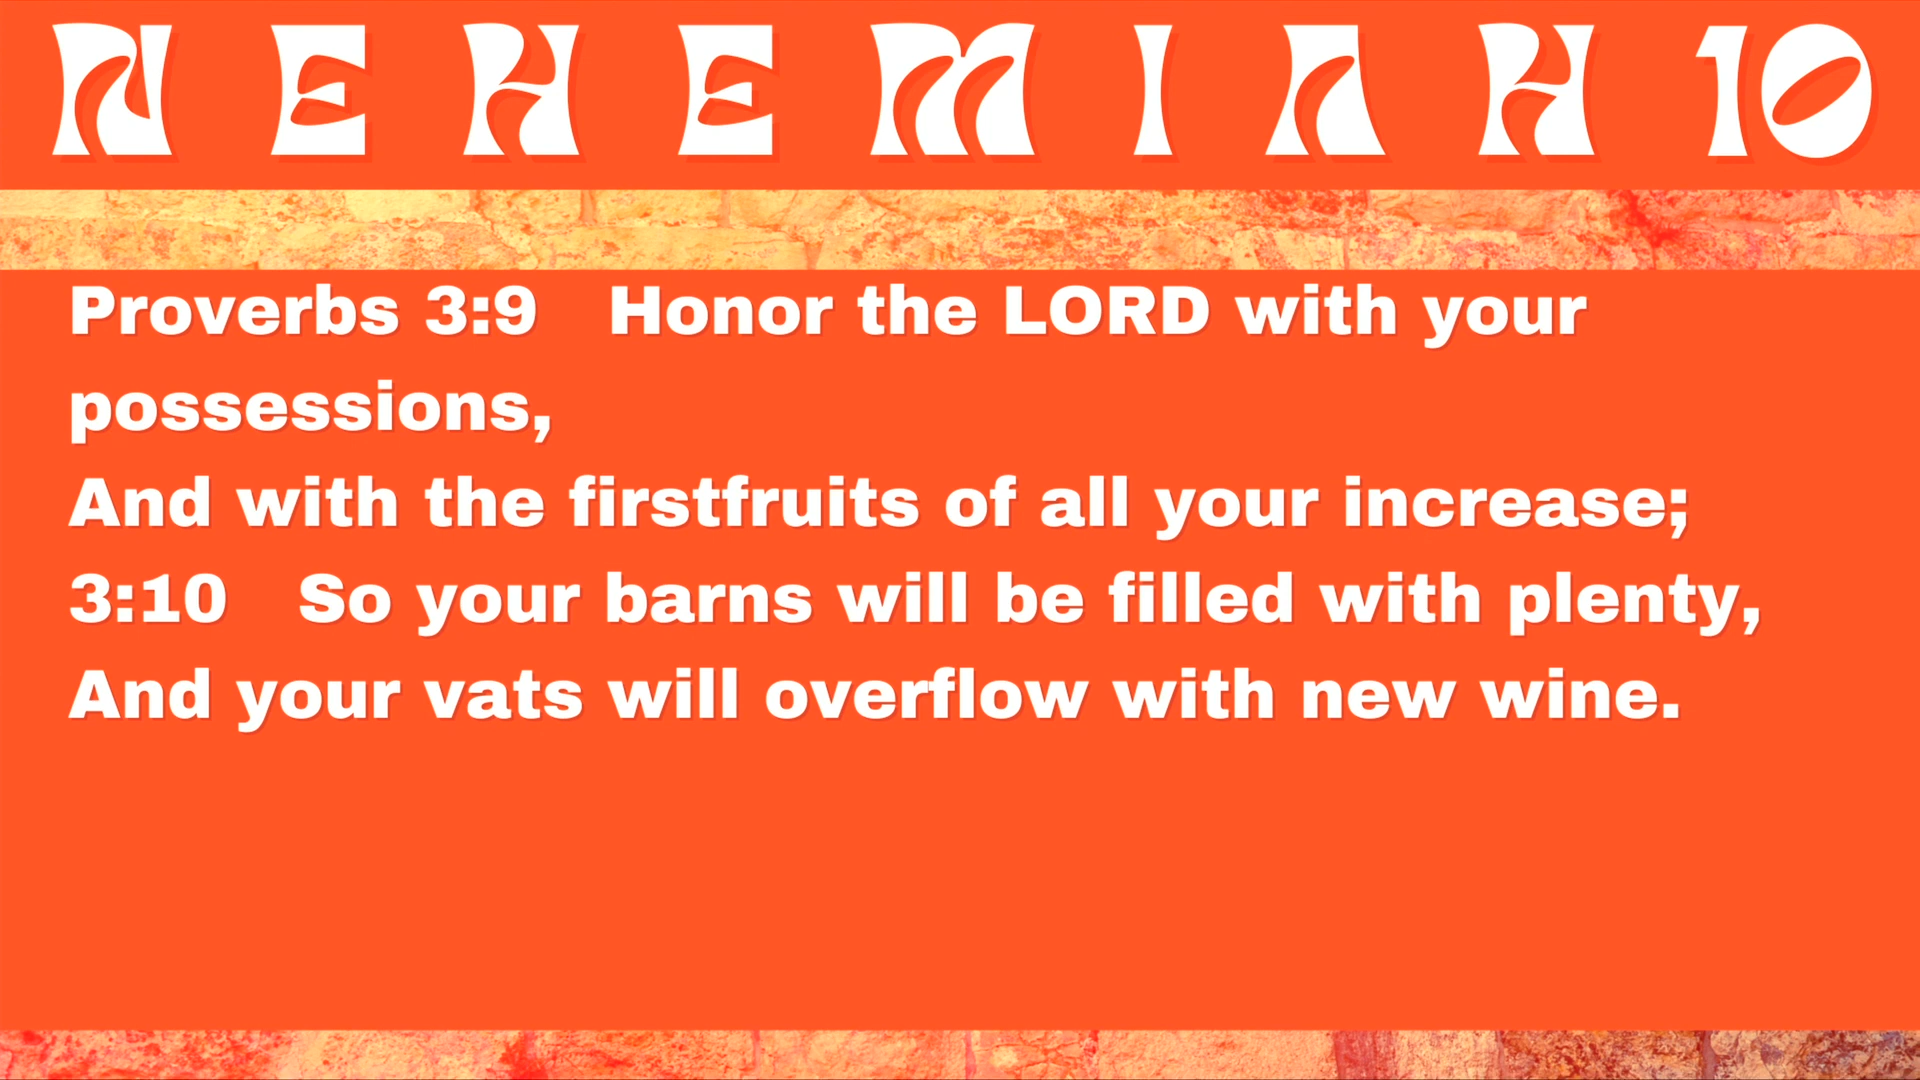 NEHEMIAH 10
Proverbs 3:9 Honor the LORD with your
possessions,
And with the firstfruits of all your increase;
3:10 So your barns will be filled with plenty,
And your vats will overflow with new wine.